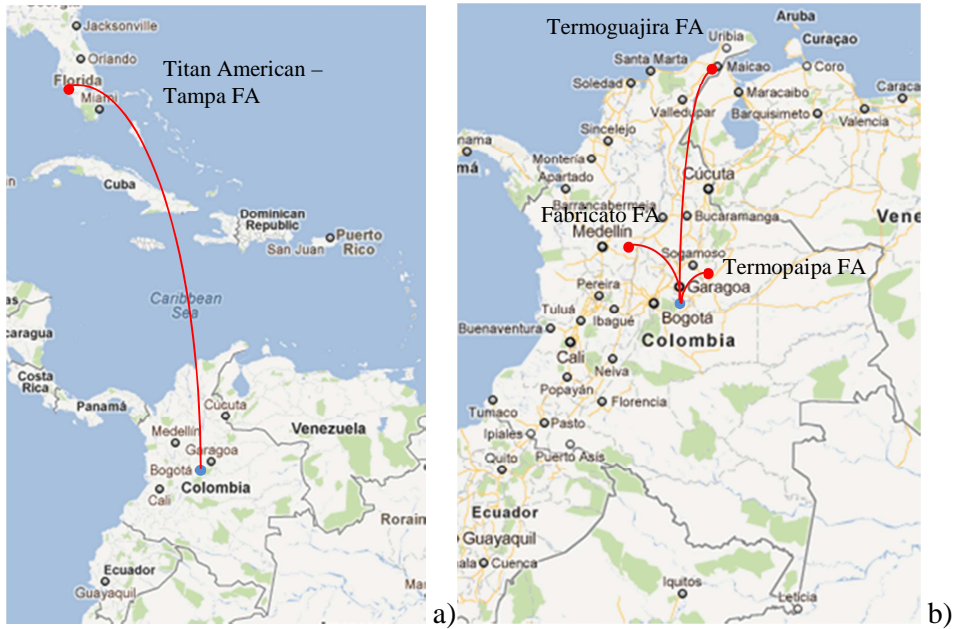 Jacksonville
Orlando
Titan American –
Tampa FA
Florida
Miami
Cuba
Dominican
Republic
San Juan
Puerto
Rico
Caribbean
Sea
aragua
Costa
Rica
Panamá
Cúcuta
Medellín
Garagoa
Venezuela
Bogotá
Colombia
Cali
Rorain
Ecuador
Guayaquil
a)
Termoguajira FA
Aruba
Uribia
Curaçao
Santa Marta
Maicao
Coro
Soledad
Maracaibo
Caraca
Valledupar
Barquisimeto
Valencia
Sincelejo
nama
má
Montería
Apartado
Cúcuta
Barrancabermeja
Fabricato FA
Bucaramanga
Vene
Medellín
Sogamoso
Termopaipa FA
Garagoa
Pereira
Tuluá
Ibagué
Bogotá
Buenaventura
Colombia
Cali
Neiva
Popayán
Florencia
Tumaco
Pasto
Ipiales
Puerto Asís
Quito
Ecuador
Guayaquil
ala
Cuenca
Iquitos
Leticia
b)